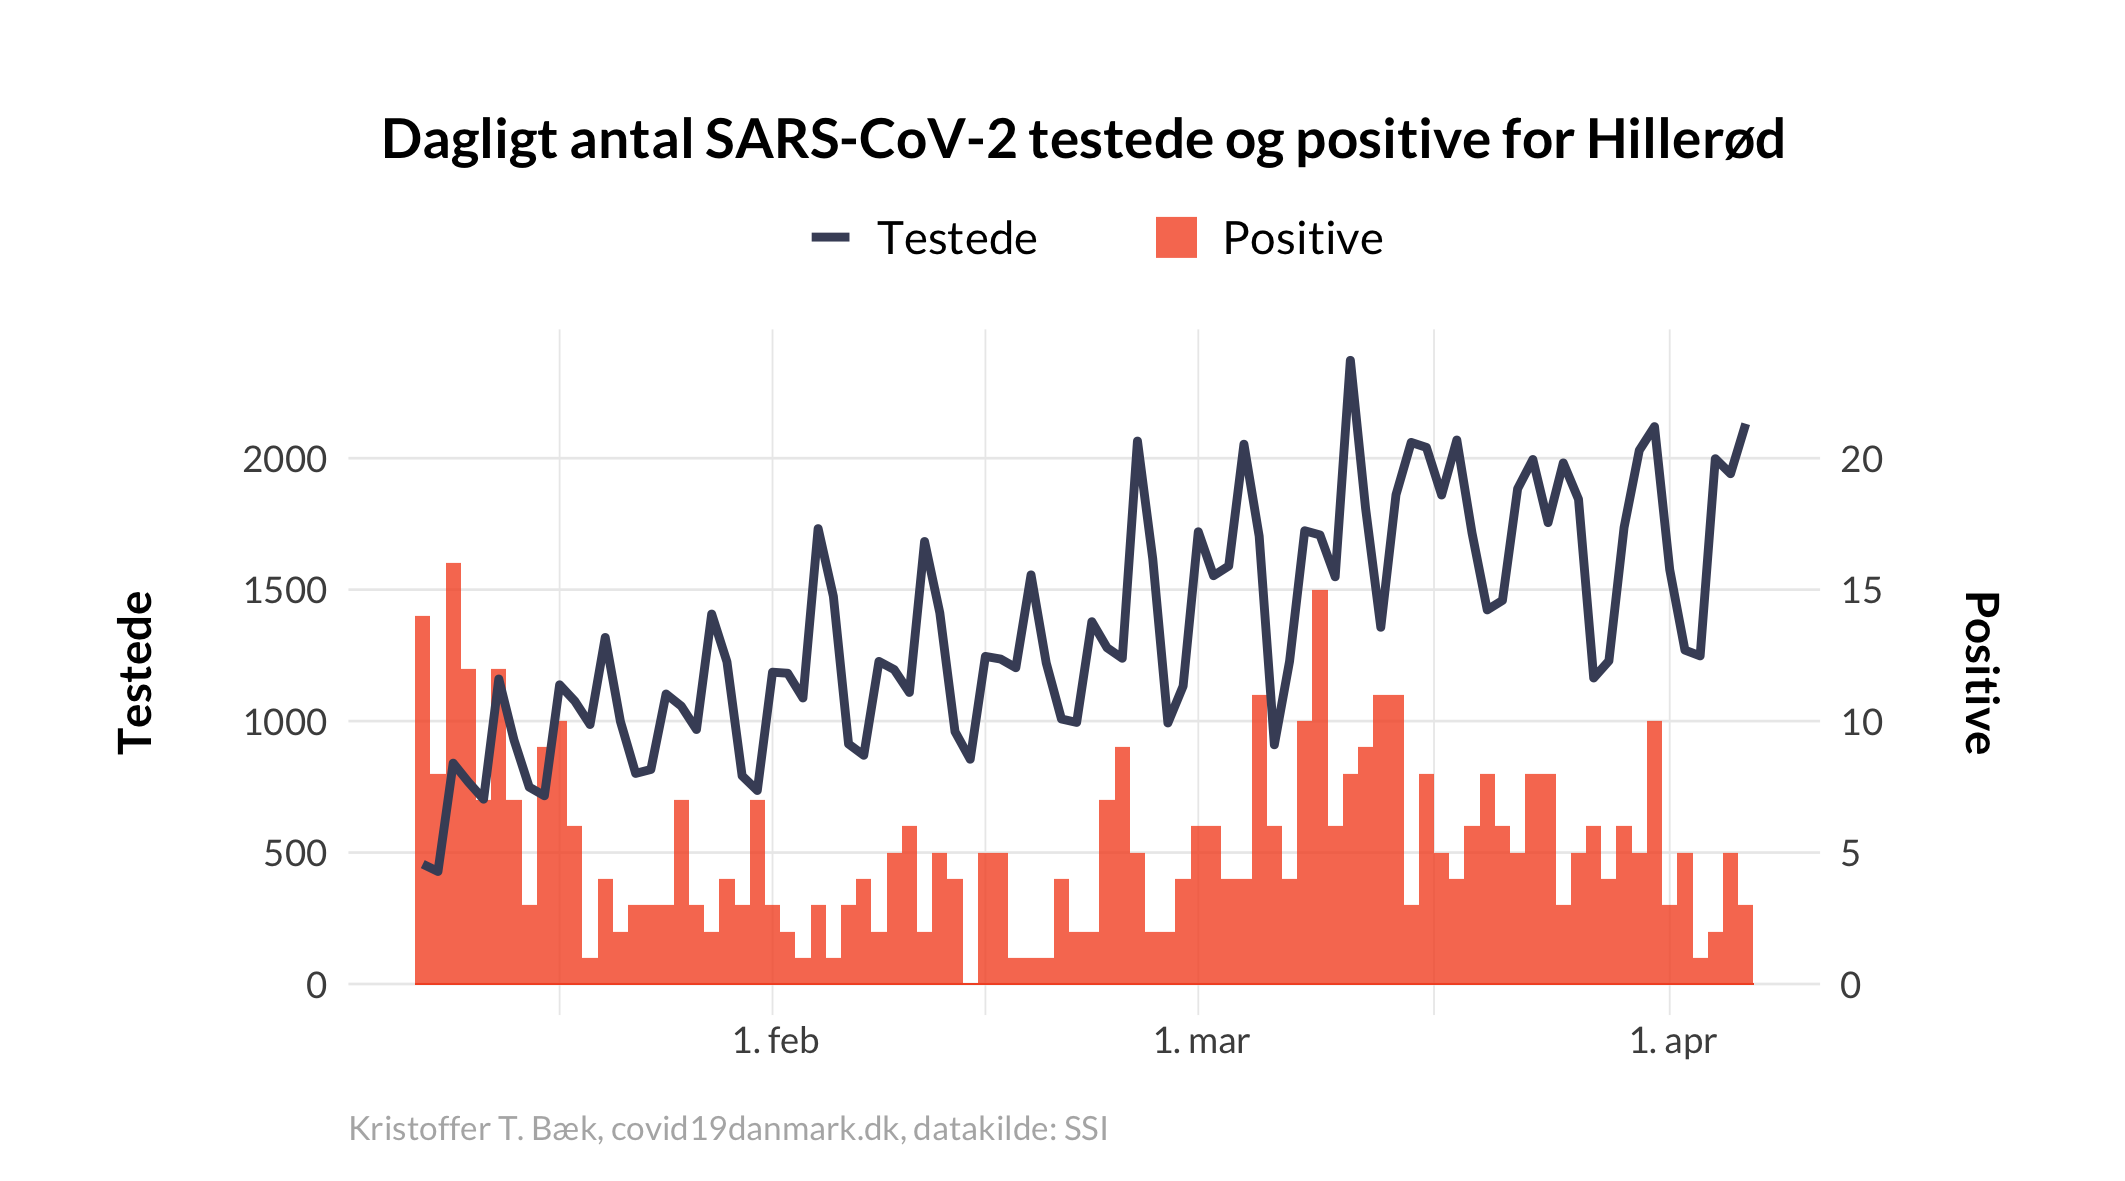 Dagligt antal SARS-CoV-2 testede og positive for Hillerød
Testede
Positive
Testede
2000
1500
1000
500
0
20
15
10
5
0
Positive
1. feb
1. mar
1. apr
Kristoffer T. Bæk, covid19danmark.dk, datakilde: SSI